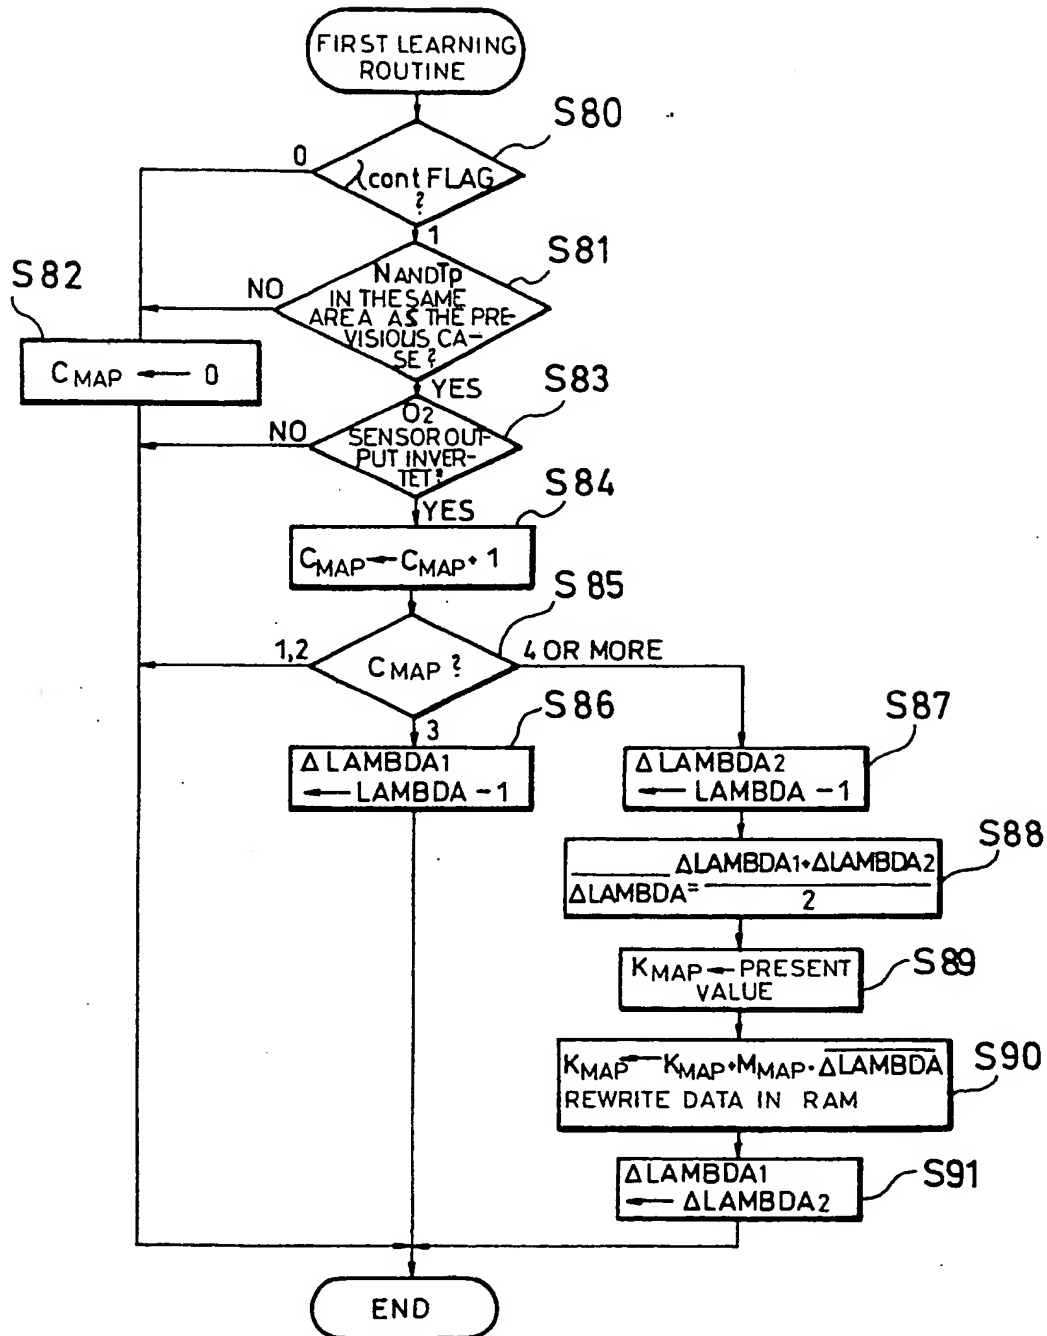 FIRST LEARNING
ROUTINE
S80
0
λcont FLAG
?
1
S81
S82
NO
N AND Tp
IN THE SAME
AREA AS THE PRE-
VISIOUS CA-
SE?
CMAP ← 0
YES
S83
NO
O2
SENSOR OUT-
PUT INVER-
TET?
S84
YES
CMAP ← CMAP + 1
S85
1,2
CMAP ?
4 OR MORE
3
S86
S87
ΔLAMBDA1
← LAMBDA -1
ΔLAMBDA2
← LAMBDA -1
S88
ΔLAMBDA = ΔLAMBDA1+ΔLAMBDA2
2
S89
KMAP ← PRESENT
VALUE
S90
KMAP ← KMAP+MMAP·ΔLAMBDA
REWRITE DATA IN RAM
S91
ΔLAMBDA1
← ΔLAMBDA2
END